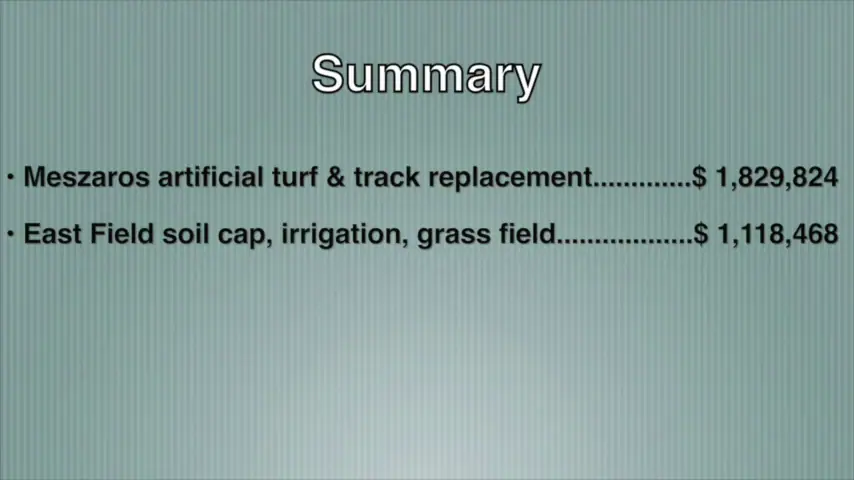 Summary
• Meszaros artificial turf & track replacement.............$ 1,829,824
• East Field soil cap, irrigation, grass field..................$ 1,118,468